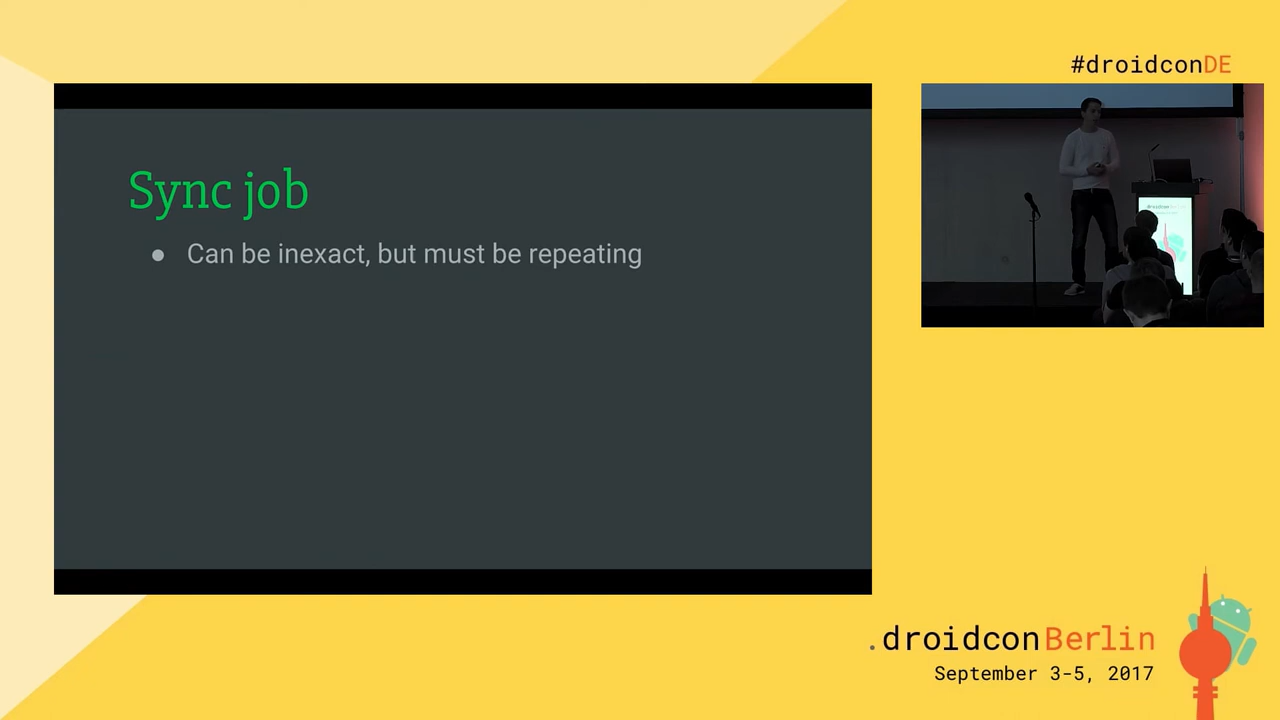 #droidconDE
Sync job
● Can be inexact, but must be repeating
.droidconBerlin
September 3-5, 2017